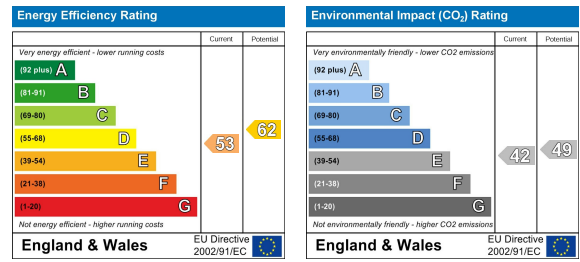 Energy Efficiency Rating
Current Potential
Very energy efficient - lower running costs
(92 plus) A
(81-91) B
(69-80) C
(55-68) D
(39-54) E
(21-38) F
(1-20) G
53
62
Not energy efficient - higher running costs
England & Wales
EU Directive
2002/91/EC
Environmental Impact (CO₂) Rating
Current Potential
Very environmentally friendly - lower CO2 emissions
(92 plus) A
(81-91) B
(69-80) C
(55-68) D
(39-54) E
(21-38) F
(1-20) G
42
49
Not environmentally friendly - higher CO2 emissions
England & Wales
EU Directive
2002/91/EC